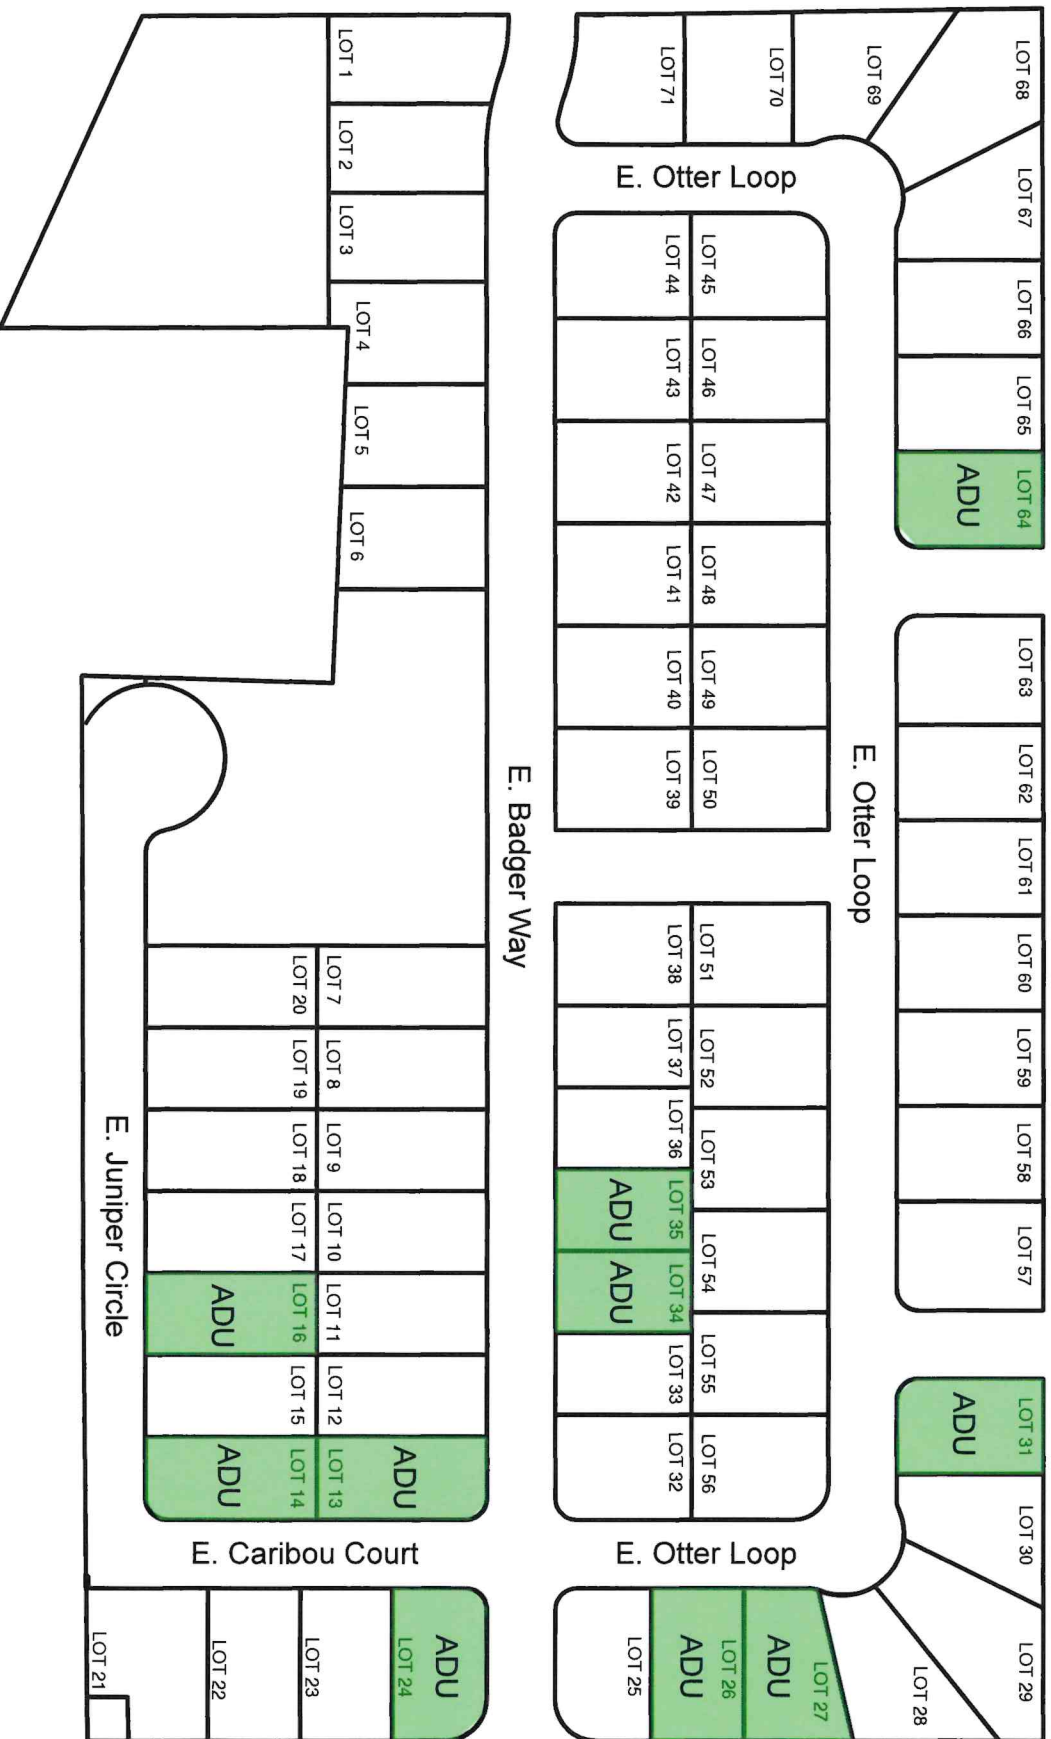 LOT 1
LOT 2
LOT 3
LOT 4
LOT 5
LOT 6
LOT 71
LOT 70
LOT 69
LOT 68
LOT 67
LOT 66
LOT 65
LOT 64
ADU
E. Otter Loop
LOT 44
LOT 45
LOT 43
LOT 46
LOT 42
LOT 47
LOT 41
LOT 48
LOT 40
LOT 49
LOT 39
LOT 50
E. Badger Way
E. Otter Loop
LOT 63
LOT 62
LOT 61
LOT 60
LOT 59
LOT 58
LOT 57
LOT 20
LOT 7
LOT 19
LOT 8
LOT 18
LOT 9
LOT 17
LOT 10
ADU
LOT 16
LOT 11
LOT 15
LOT 12
ADU
LOT 14
LOT 13
ADU
E. Juniper Circle
LOT 38
LOT 51
LOT 37
LOT 52
LOT 36
LOT 53
ADU
LOT 35
ADU
LOT 34
LOT 54
LOT 33
LOT 55
LOT 32
LOT 56
ADU
LOT 31
LOT 30
LOT 29
E. Caribou Court
E. Otter Loop
LOT 21
LOT 22
LOT 23
LOT 24
ADU
LOT 25
ADU
LOT 26
ADU
LOT 27
LOT 28